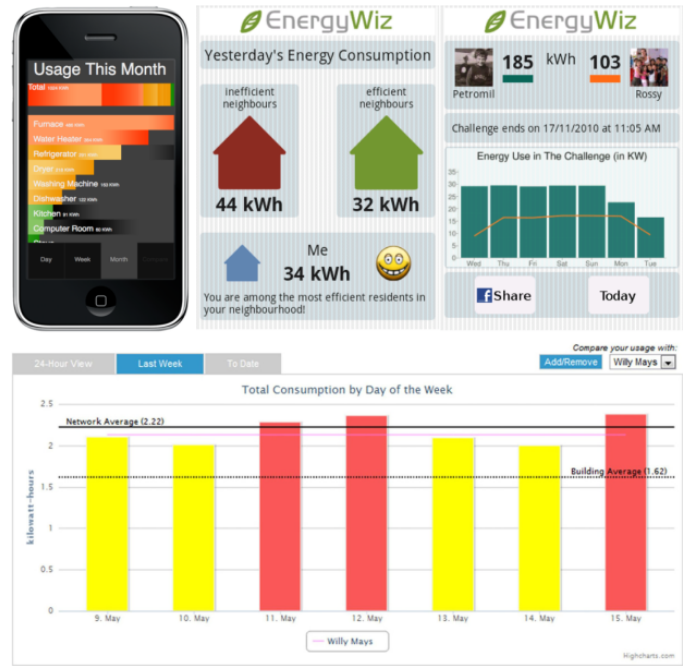 Usage This Month
Total
Furnace
Water Heater
Refrigerator
Dryer
Washing Machine
Dishwasher
Kitchen
Computer Room
Day Week Month
EnergyWiz
Yesterday's Energy Consumption
inefficient
neighbours
efficient
neighbours
44 kWh
32 kWh
Me
34 kWh
You are among the most efficient residents in
your neighbourhood!
EnergyWiz
185 kWh 103
Petromil
Rossy
Challenge ends on 17/11/2010 at 11:05 AM
Energy Use in The Challenge (in KW)
35
30
25
20
15
10
5
0
Wed Thu Fri Sat Sun Mon Tue
f Share
Today
Compare your usage with:
24-Hour View Last Week To Date
Add/Remove Willy Mays
Total Consumption by Day of the Week
kilowatt-hours
2.5
Network Average (2.22)
2
Building Average (1.62)
1.5
1
0.5
0
9. May 10. May 11. May 12. May 13. May 14. May 15. May
Willy Mays
Highcharts.com